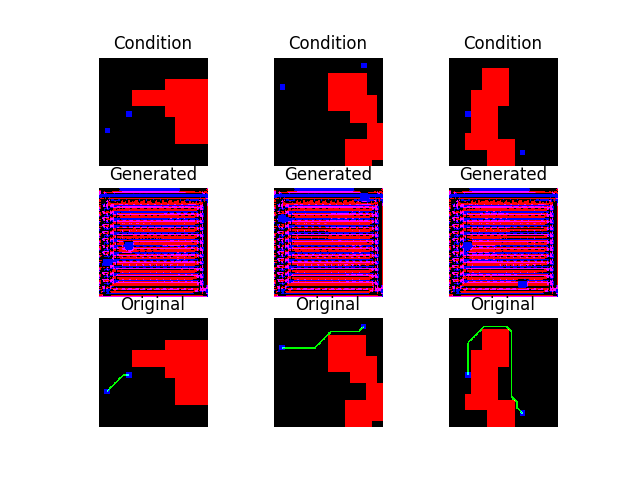 Condition Condition Condition
Generated Generated Generated
Original Original Original